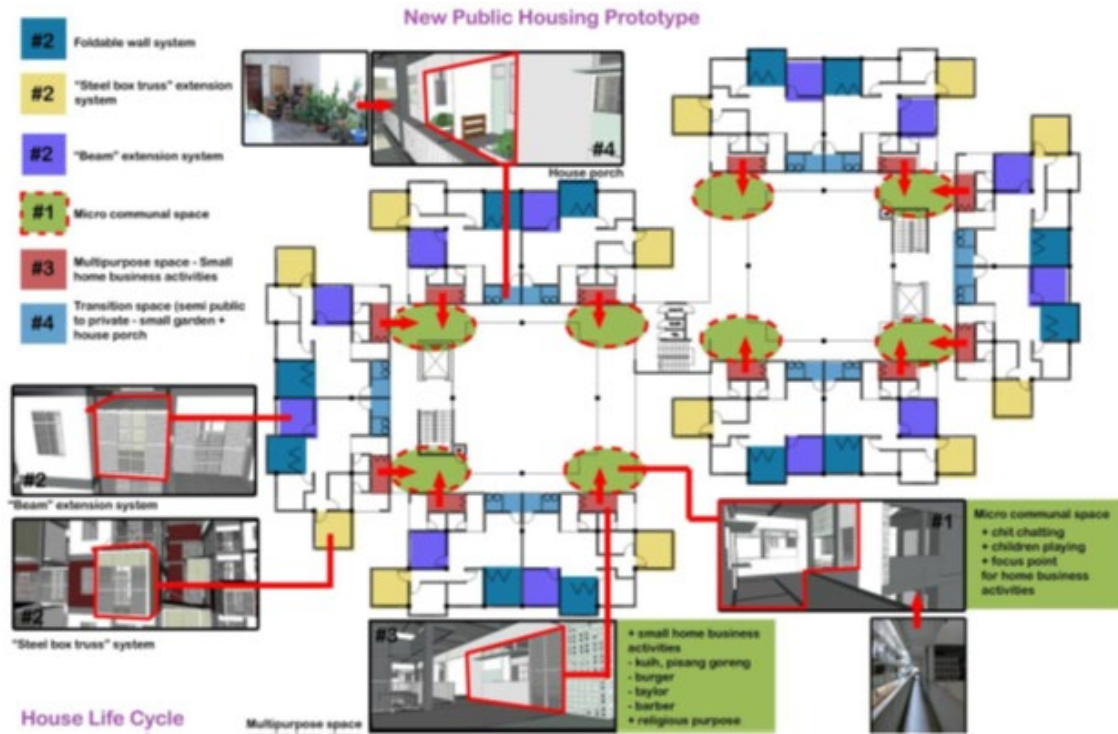 New Public Housing Prototype
#2
Foldable wall system
#2
"Steel box truss" extension
system
#2
"Beam" extension system
#1
Micro communal space
#3
Multipurpose space - Small
home business activities
#4
Transition space (semi public
to private - small garden +
house porch
#4
House porch
#2
"Beam" extension system
#2
"Steel box truss" system
#1
Micro communal space
+ chit chatting
+ children playing
+ focus point
for home business
activities
#3
Multipurpose space
+ small home business
activities
- kuih, pisang goreng
- burger
- taylor
- barber
+ religious purpose
House Life Cycle